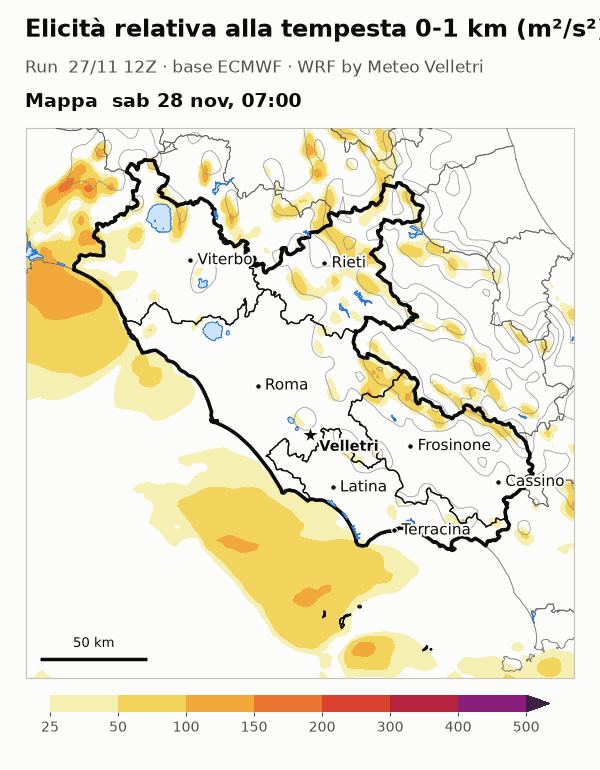 Elicità relativa alla tempesta 0-1 km (m²/s²)
Run  27/11 12Z · base ECMWF · WRF by Meteo Velletri
Mappa  sab 28 nov, 07:00
Viterbo
Rieti
Roma
Velletri
Frosinone
Cassino
Latina
Terracina
50 km
25 50 100 150 200 300 400 500